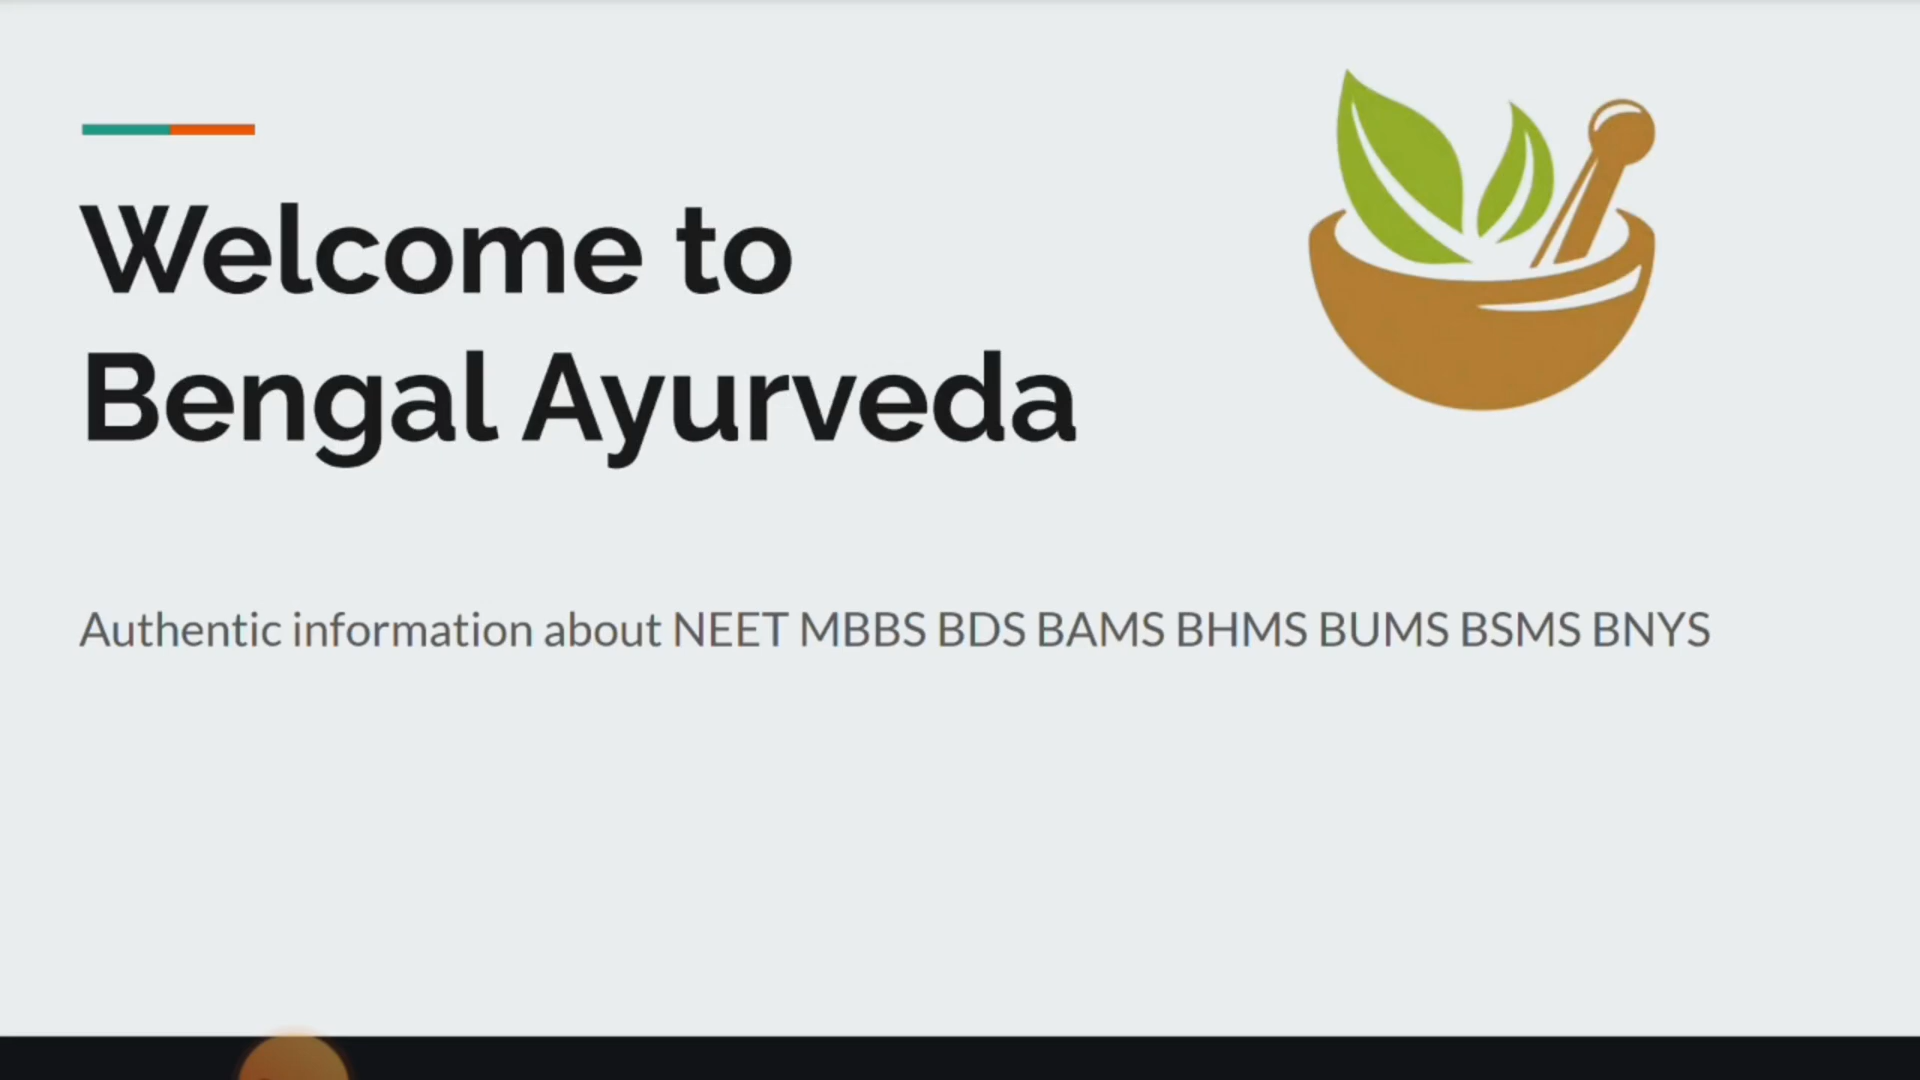 Welcome to
Bengal Ayurveda
Authentic information about NEET MBBS BDS BAMS BHMS BUMS BSMS BNYS